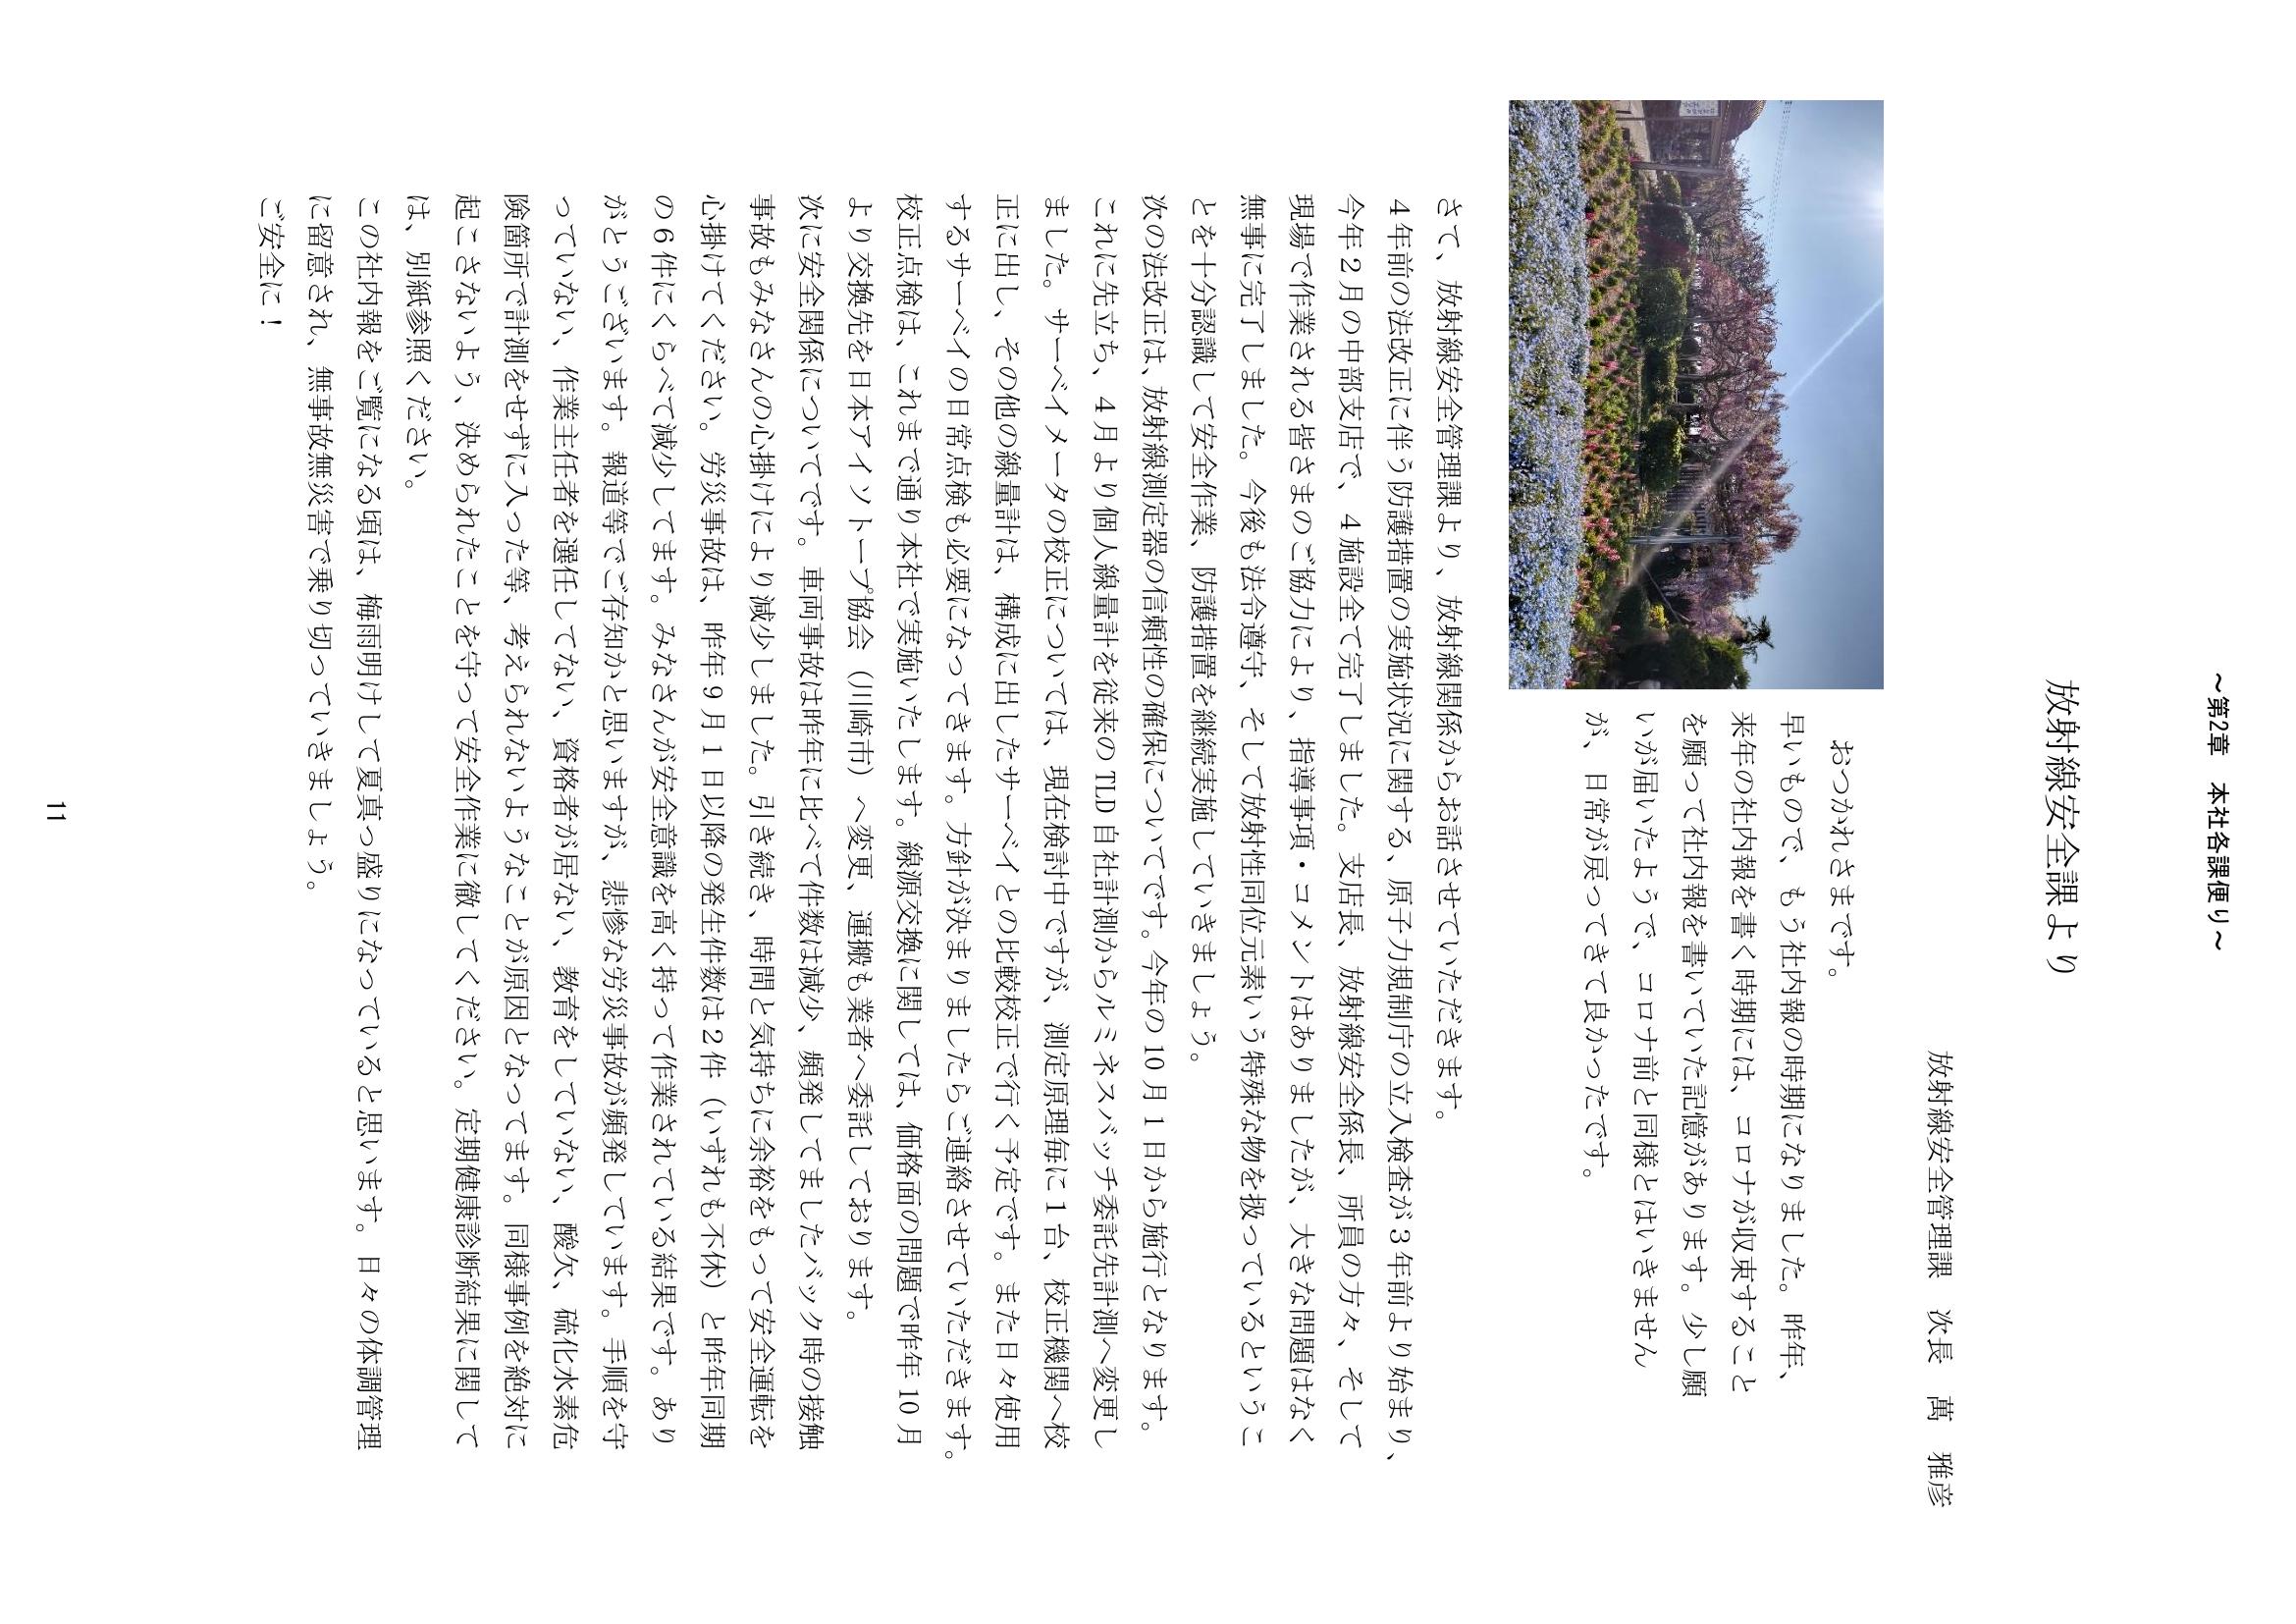 ～第2章　本社各課便り～
放射線安全課より
放射線安全管理課　次長　萬　雅彦
おつかれさまです。
早いもので、もう社内報の時期になりました。昨年、
来年の社内報を書く時期には、コロナが収束すること
を願って社内報を書いていた記憶があります。少し願
いが届いたようで、コロナ前と同様とはいきません
が、日常が戻ってきて良かったです。
さて、放射線安全管理課より、放射線関係からお話させていただきます。
４年前の法改正に伴う防護措置の実施状況に関する、原子力規制庁の立入検査が３年前より始まり、
今年２月の中部支店で、４施設全て完了しました。支店長、放射線安全係長、所員の方々、そして
現場で作業される皆さまのご協力により、指導事項・コメントはありましたが、大きな問題はなく
無事に完了しました。今後も法令遵守、そして放射性同位元素いう特殊な物を扱っているというこ
とを十分認識して安全作業、防護措置を継続実施していきましょう。
次の法改正は、放射線測定器の信頼性の確保についてです。今年の 10 月 1 日から施行となります。
これに先立ち、４月より個人線量計を従来の TLD 自社計測からルミネスバッチ委託先計測へ変更し
ました。サーベイメータの校正については、現在検討中ですが、測定原理毎に１台、校正機関へ校
正に出し、その他の線量計は、構成に出したサーベイとの比較校正で行く予定です。また日々使用
するサーベイの日常点検も必要になってきます。方針が決まりましたらご連絡させていただきます。
校正点検は、これまで通り本社で実施いたします。線源交換に関しては、価格面の問題で昨年 10 月
より交換先を日本アイソトープ協会（川崎市）へ変更、運搬も業者へ委託しております。
次に安全関係についてです。車両事故は昨年に比べて件数は減少、頻発してましたバック時の接触
事故もみなさんの心掛けにより減少しました。引き続き、時間と気持ちに余裕をもって安全運転を
心掛けてください。労災事故は、昨年９月１日以降の発生件数は２件（いずれも不休）と昨年同期
の６件にくらべて減少してます。みなさんが安全意識を高く持って作業されている結果です。あり
がとうございます。報道等でご存知かと思いますが、悲惨な労災事故が頻発しています。手順を守
っていない、作業主任者を選任してない、資格者が居ない、教育をしていない、酸欠、硫化水素危
険箇所で計測をせずに入った等、考えられないようなことが原因となってます。同様事例を絶対に
起こさないよう、決められたことを守って安全作業に徹してください。定期健康診断結果に関して
は、別紙参照ください。
この社内報をご覧になる頃は、梅雨明けして夏真っ盛りになっていると思います。日々の体調管理
に留意され、無事故無災害で乗り切っていきましょう。
ご安全に！
11